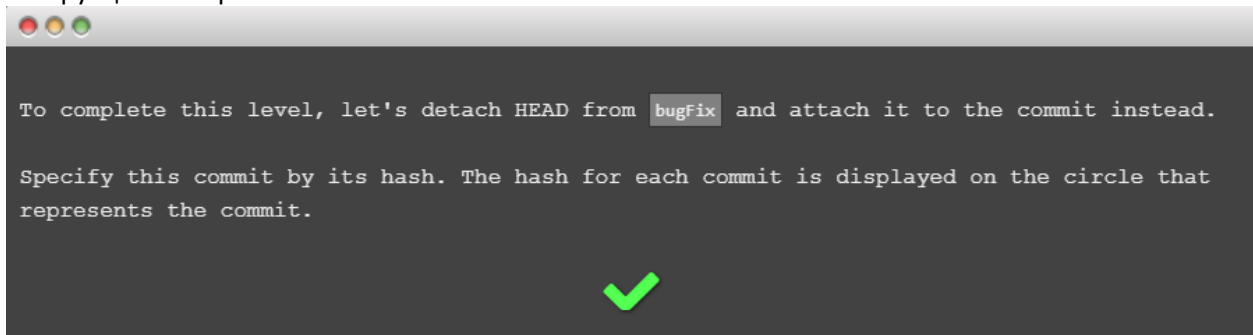 To complete this level, let's detach HEAD from bugFix and attach it to the commit instead.
Specify this commit by its hash. The hash for each commit is displayed on the circle that
represents the commit.